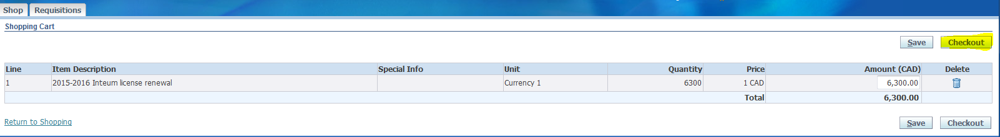 Shop Requisitions
Shopping Cart
Save Checkout
Line Item Description Special Info Unit Quantity Price Amount (CAD) Delete
1 2015-2016 Inteum license renewal Currency 1 6300 1 CAD 6,300.00
Total 6,300.00
Return to Shopping Save Checkout